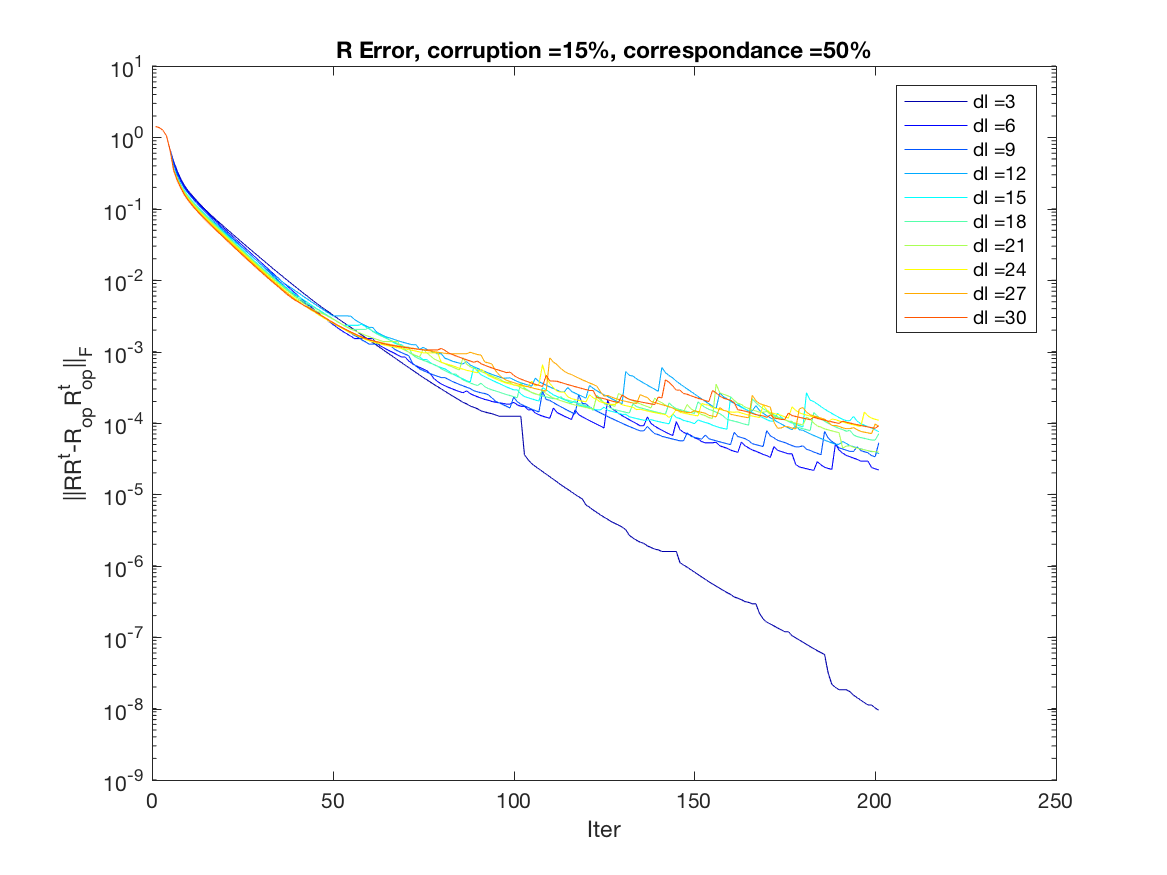 R Error, corruption =15%, correspondance =50%
10^1
10^0
10^-1
10^-2
10^-3
10^-4
10^-5
10^-6
10^-7
10^-8
10^-9
||RR^t-R_op R_op^t||_F
dl =3
dl =6
dl =9
dl =12
dl =15
dl =18
dl =21
dl =24
dl =27
dl =30
0 50 100 150 200 250
Iter